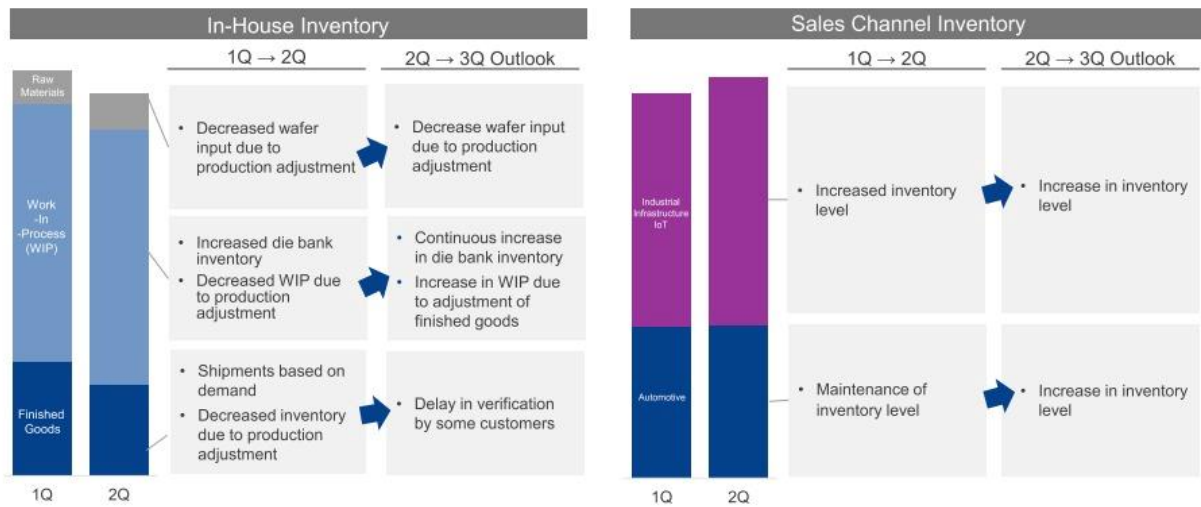 In-House Inventory
1Q → 2Q
2Q → 3Q Outlook
Raw
Materials
• Decreased wafer
input due to
production adjustment
• Decrease wafer input
due to production
adjustment
Work
-In
-Process
(WIP)
• Increased die bank
inventory
• Decreased WIP due
to production
adjustment
• Continuous increase
in die bank inventory
• Increase in WIP due
to adjustment of
finished goods
Finished
Goods
• Shipments based on
demand
• Decreased inventory
due to production
adjustment
• Delay in verification
by some customers
1Q
2Q
Sales Channel Inventory
1Q → 2Q
2Q → 3Q Outlook
Industrial
Infrastructure
IoT
• Increased inventory
level
• Increase in inventory
level
Automotive
• Maintenance of
inventory level
• Increase in inventory
level
1Q
2Q